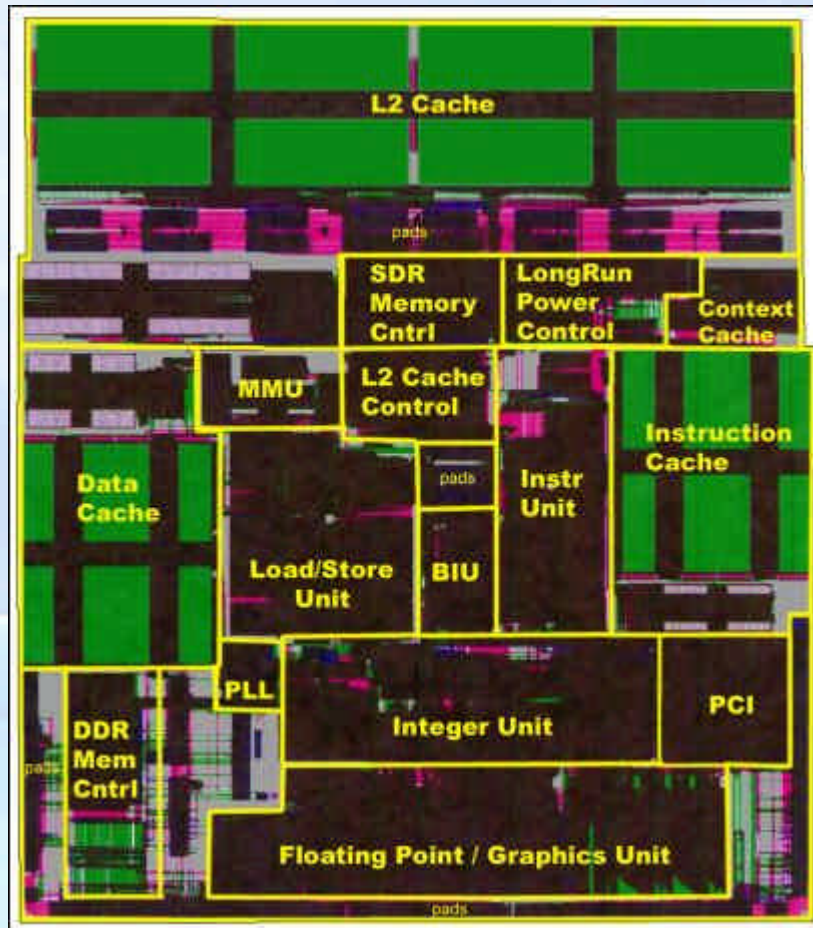 L2 Cache
pads
SDR
Memory
Cntrl
LongRun
Power
Control
Context
Cache
MMU
L2 Cache
Control
Instruction
Cache
Data
Cache
pads
Instr
Unit
Load/Store
Unit
BIU
PLL
Integer Unit
PCI
DDR
Mem
Cntrl
pads
Floating Point / Graphics Unit
pads